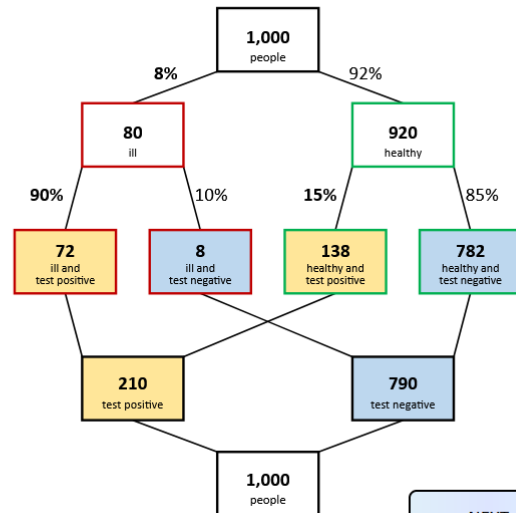 1,000
people
8%
92%
80
ill
920
healthy
90%
10%
15%
85%
72
ill and
test positive
8
ill and
test negative
138
healthy and
test positive
782
healthy and
test negative
210
test positive
790
test negative
1,000
people